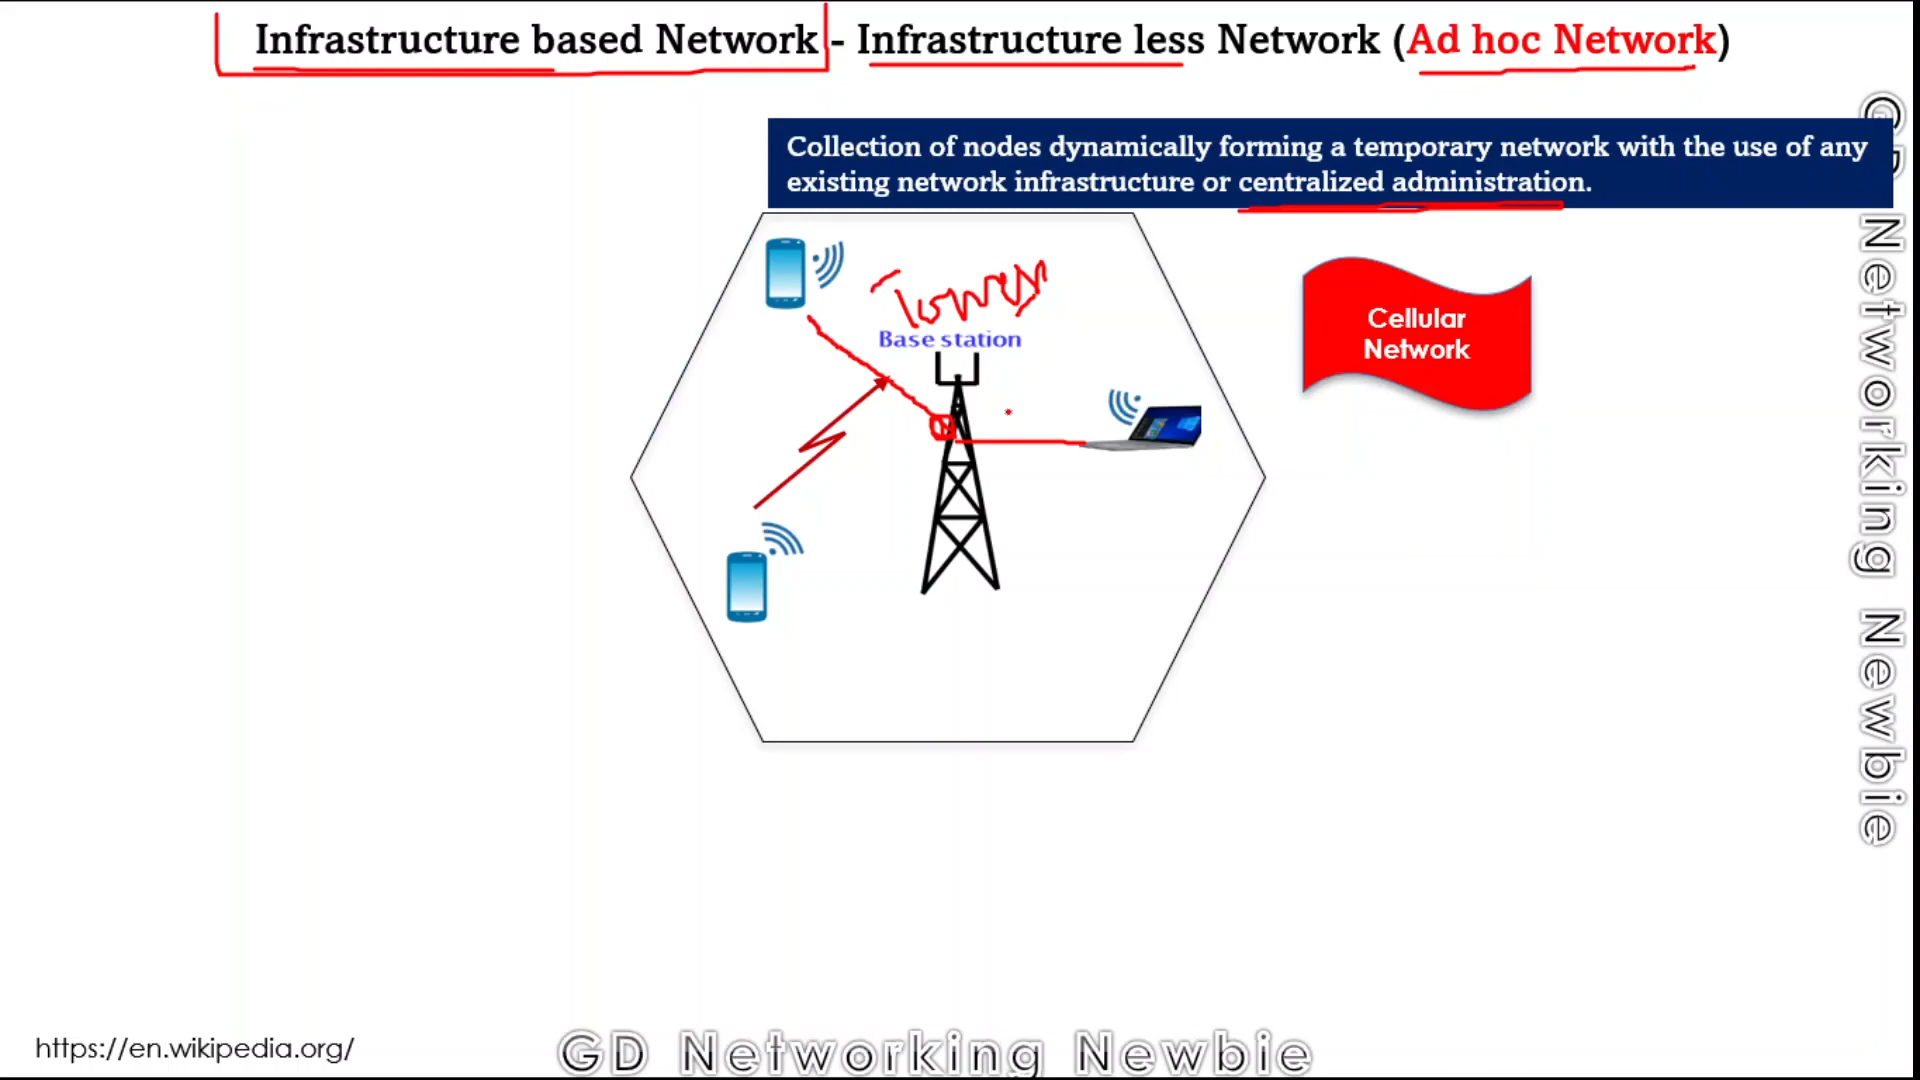 Infrastructure based Network - Infrastructure less Network (Ad hoc Network)
Collection of nodes dynamically forming a temporary network with the use of any
existing network infrastructure or centralized administration.
Tower
Base station
Cellular
Network
GD Networking Newbie
https://en.wikipedia.org/
GD Networking Newbie